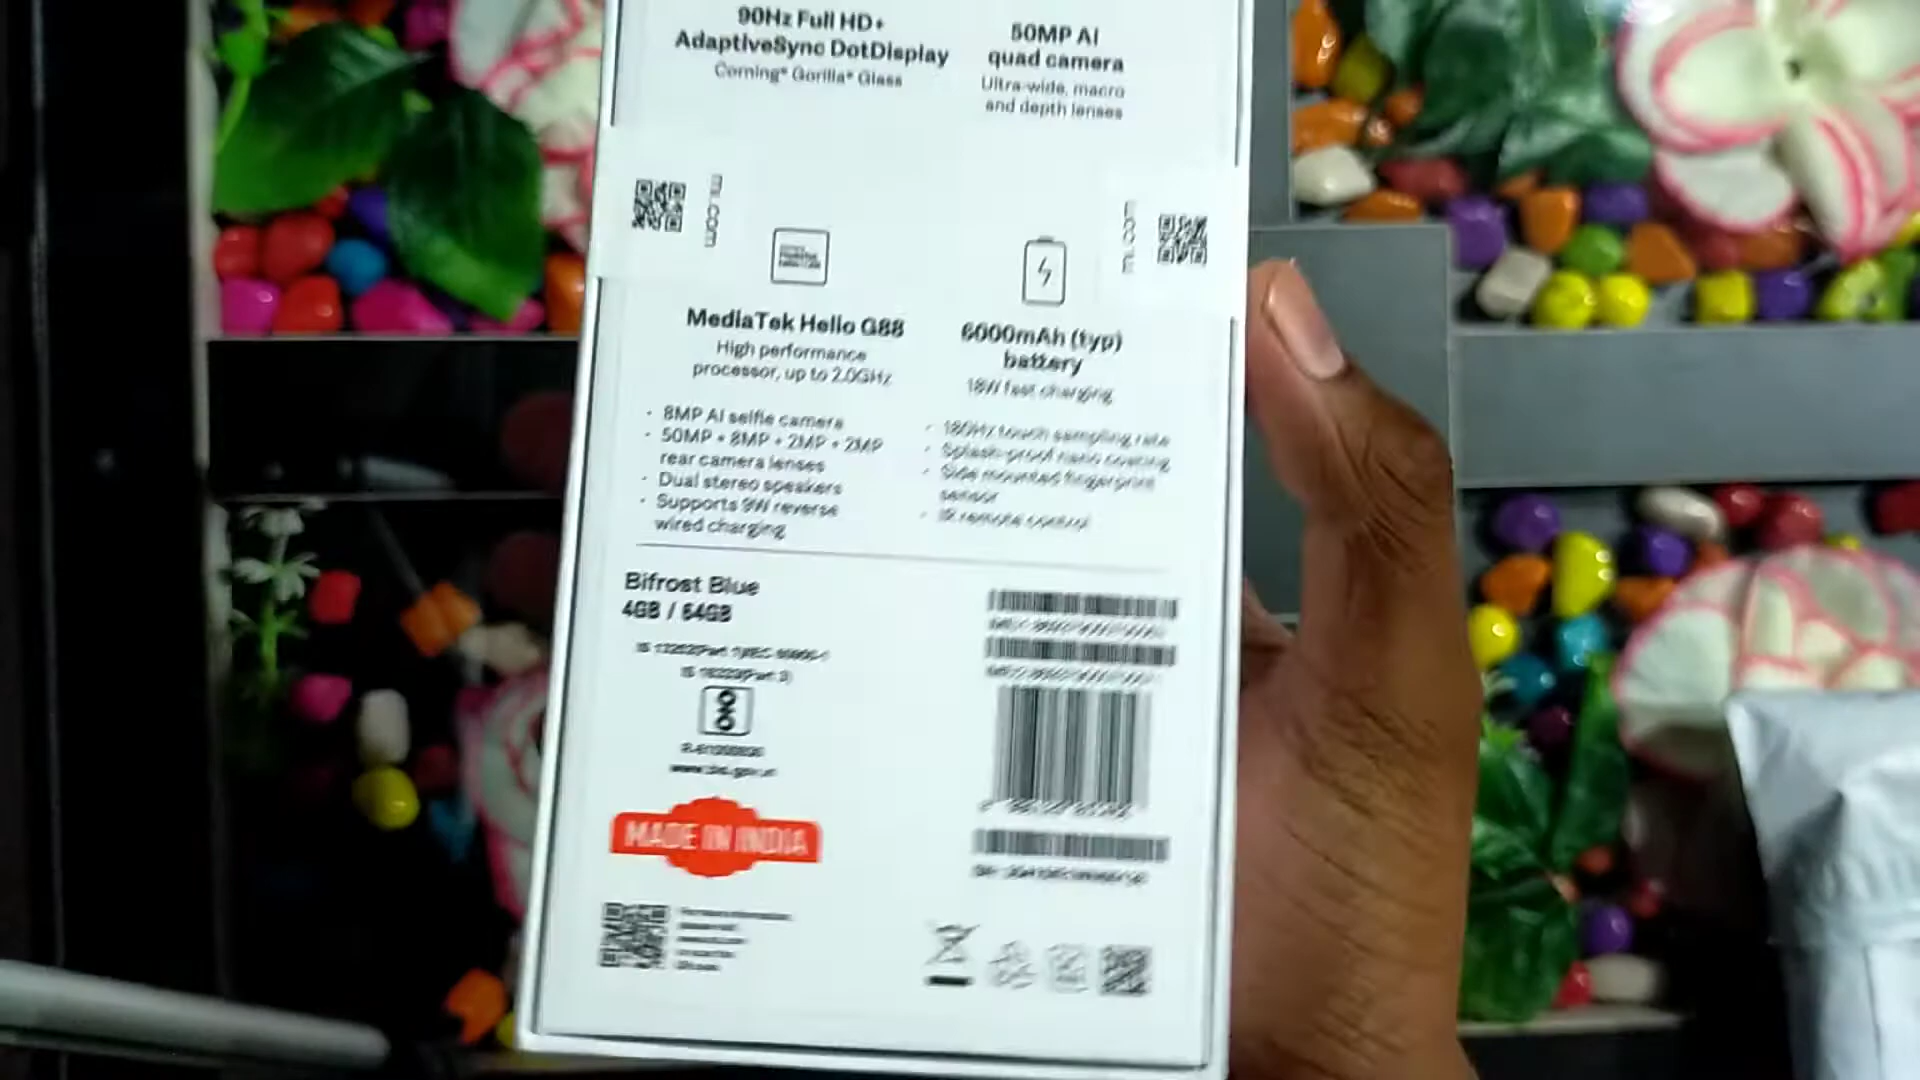 90Hz Full HD+
AdaptiveSync DotDisplay
Corning® Gorilla® Glass
50MP AI
quad camera
Ultra-wide, macro
and depth lenses
mi.com
mi.com
MediaTek Helio G88
High performance
processor, up to 2.0GHz
6000mAh (typ)
battery
18W fast charging
• 8MP AI selfie camera
• 50MP + 8MP + 2MP + 2MP
rear camera lenses
• Dual stereo speakers
• Supports 9W reverse
wired charging
• 180Hz touch sampling rate
• Splash-proof nano coating
• Side mounted fingerprint
sensor
• IR remote control
Bifrost Blue
4GB / 64GB
www.bis.gov.in
MADE IN INDIA